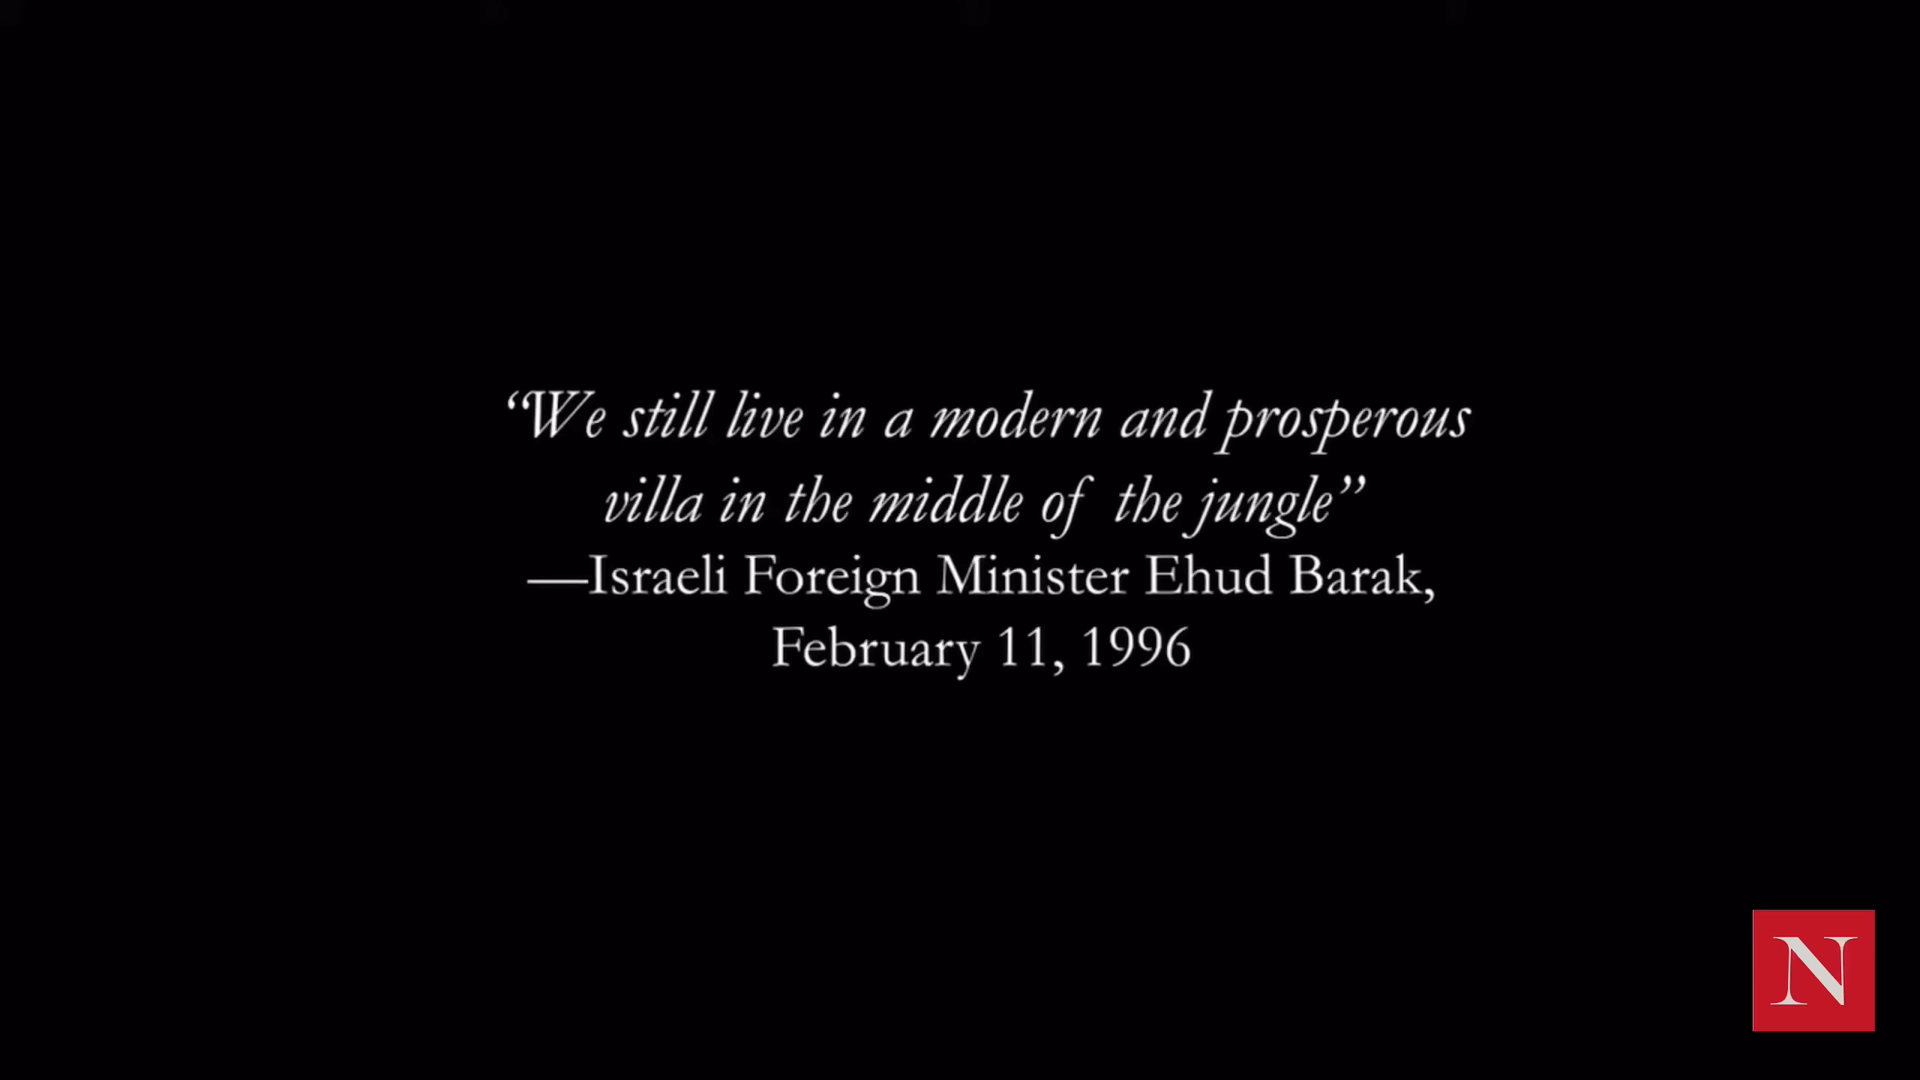 “We still live in a modern and prosperous
villa in the middle of the jungle”
—Israeli Foreign Minister Ehud Barak,
February 11, 1996
N